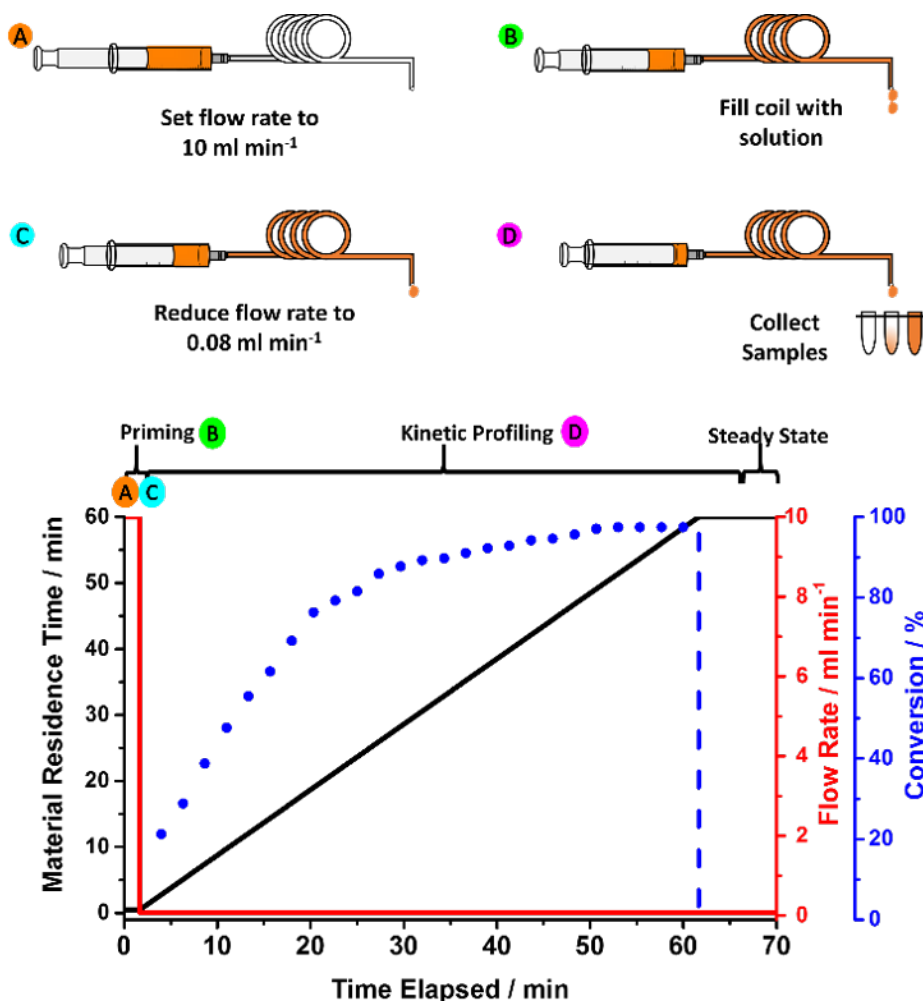 A
Set flow rate to
10 ml min⁻¹
B
Fill coil with
solution
C
Reduce flow rate to
0.08 ml min⁻¹
D
Collect
Samples
Priming B
Kinetic Profiling D
Steady State
A C
Material Residence Time / min
60
50
40
30
20
10
0
0 10 20 30 40 50 60 70
Time Elapsed / min
10
8
6
4
2
0
Flow Rate / ml min⁻¹
100
80
60
40
20
0
Conversion / %